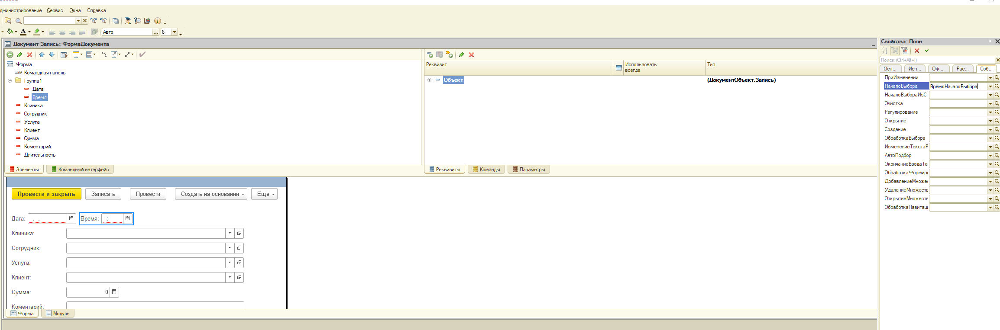 дминистрирование Сервис Окна Справка
Авто
8
Документ Запись: ФормаДокумента
Форма
Командная панель
Группа1
Дата
Время
Клиника
Сотрудник
Услуга
Клиент
Сумма
Коментарий
Длительность
Элементы Командный интерфейс
Реквизит Использовать всегда Тип
Объект (ДокументОбъект.Запись)
Реквизиты Команды Параметры
Провести и закрыть Записать Провести Создать на основании Еще
Дата: . . Время: :
Клиника:
Сотрудник:
Услуга:
Клиент:
Сумма: 0
Коментарий:
Форма Модуль
Свойства: Поле
Поиск (Ctrl+Alt+I)
Осн... Исп... Оф... Рас... Соб...
ПриИзменении
НачалоВыбора ВремяНачалоВыбора
НачалоВыбораИзСг
Очистка
Регулирование
Открытие
Создание
ОбработкаВыбора
ИзменениеТекстаР
АвтоПодбор
ОкончаниеВводаТе
ОбработкаФормиро
ДобавлениеМножес
УдалениеМножеств
ОткрытиеМножеств
ОбработкаНавигац